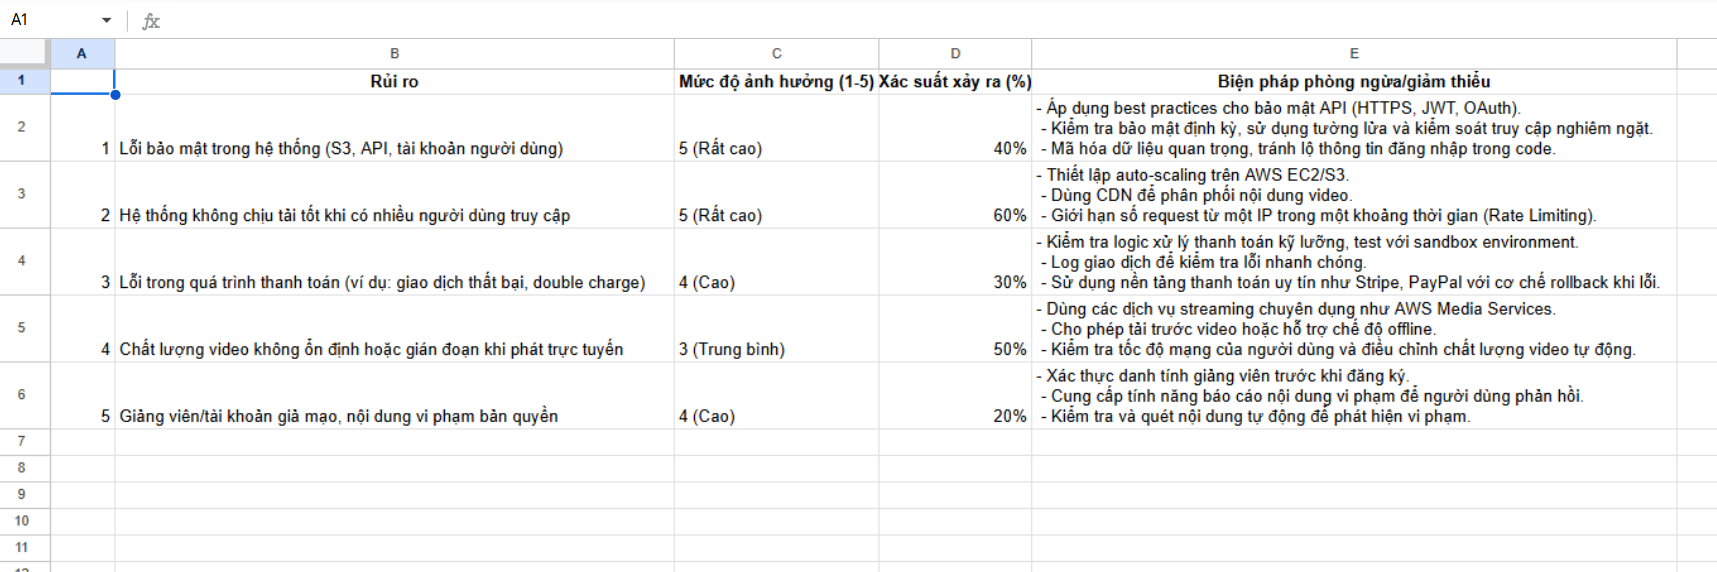 A1 fx
A B C D E
1 Rủi ro Mức độ ảnh hưởng (1-5) Xác suất xảy ra (%) Biện pháp phòng ngừa/giảm thiểu
2 1 Lỗi bảo mật trong hệ thống (S3, API, tài khoản người dùng) 5 (Rất cao) 40% - Áp dụng best practices cho bảo mật API (HTTPS, JWT, OAuth).
- Kiểm tra bảo mật định kỳ, sử dụng tường lửa và kiểm soát truy cập nghiêm ngặt.
- Mã hóa dữ liệu quan trọng, tránh lộ thông tin đăng nhập trong code.
3 2 Hệ thống không chịu tải tốt khi có nhiều người dùng truy cập 5 (Rất cao) 60% - Thiết lập auto-scaling trên AWS EC2/S3.
- Dùng CDN để phân phối nội dung video.
- Giới hạn số request từ một IP trong một khoảng thời gian (Rate Limiting).
4 3 Lỗi trong quá trình thanh toán (ví dụ: giao dịch thất bại, double charge) 4 (Cao) 30% - Kiểm tra logic xử lý thanh toán kỹ lưỡng, test với sandbox environment.
- Log giao dịch để kiểm tra lỗi nhanh chóng.
- Sử dụng nền tảng thanh toán uy tín như Stripe, PayPal với cơ chế rollback khi lỗi.
5 4 Chất lượng video không ổn định hoặc gián đoạn khi phát trực tuyến 3 (Trung bình) 50% - Dùng các dịch vụ streaming chuyên dụng như AWS Media Services.
- Cho phép tải trước video hoặc hỗ trợ chế độ offline.
- Kiểm tra tốc độ mạng của người dùng và điều chỉnh chất lượng video tự động.
6 5 Giảng viên/tài khoản giả mạo, nội dung vi phạm bản quyền 4 (Cao) 20% - Xác thực danh tính giảng viên trước khi đăng ký.
- Cung cấp tính năng báo cáo nội dung vi phạm để người dùng phản hồi.
- Kiểm tra và quét nội dung tự động để phát hiện vi phạm.
7
8
9
10
11